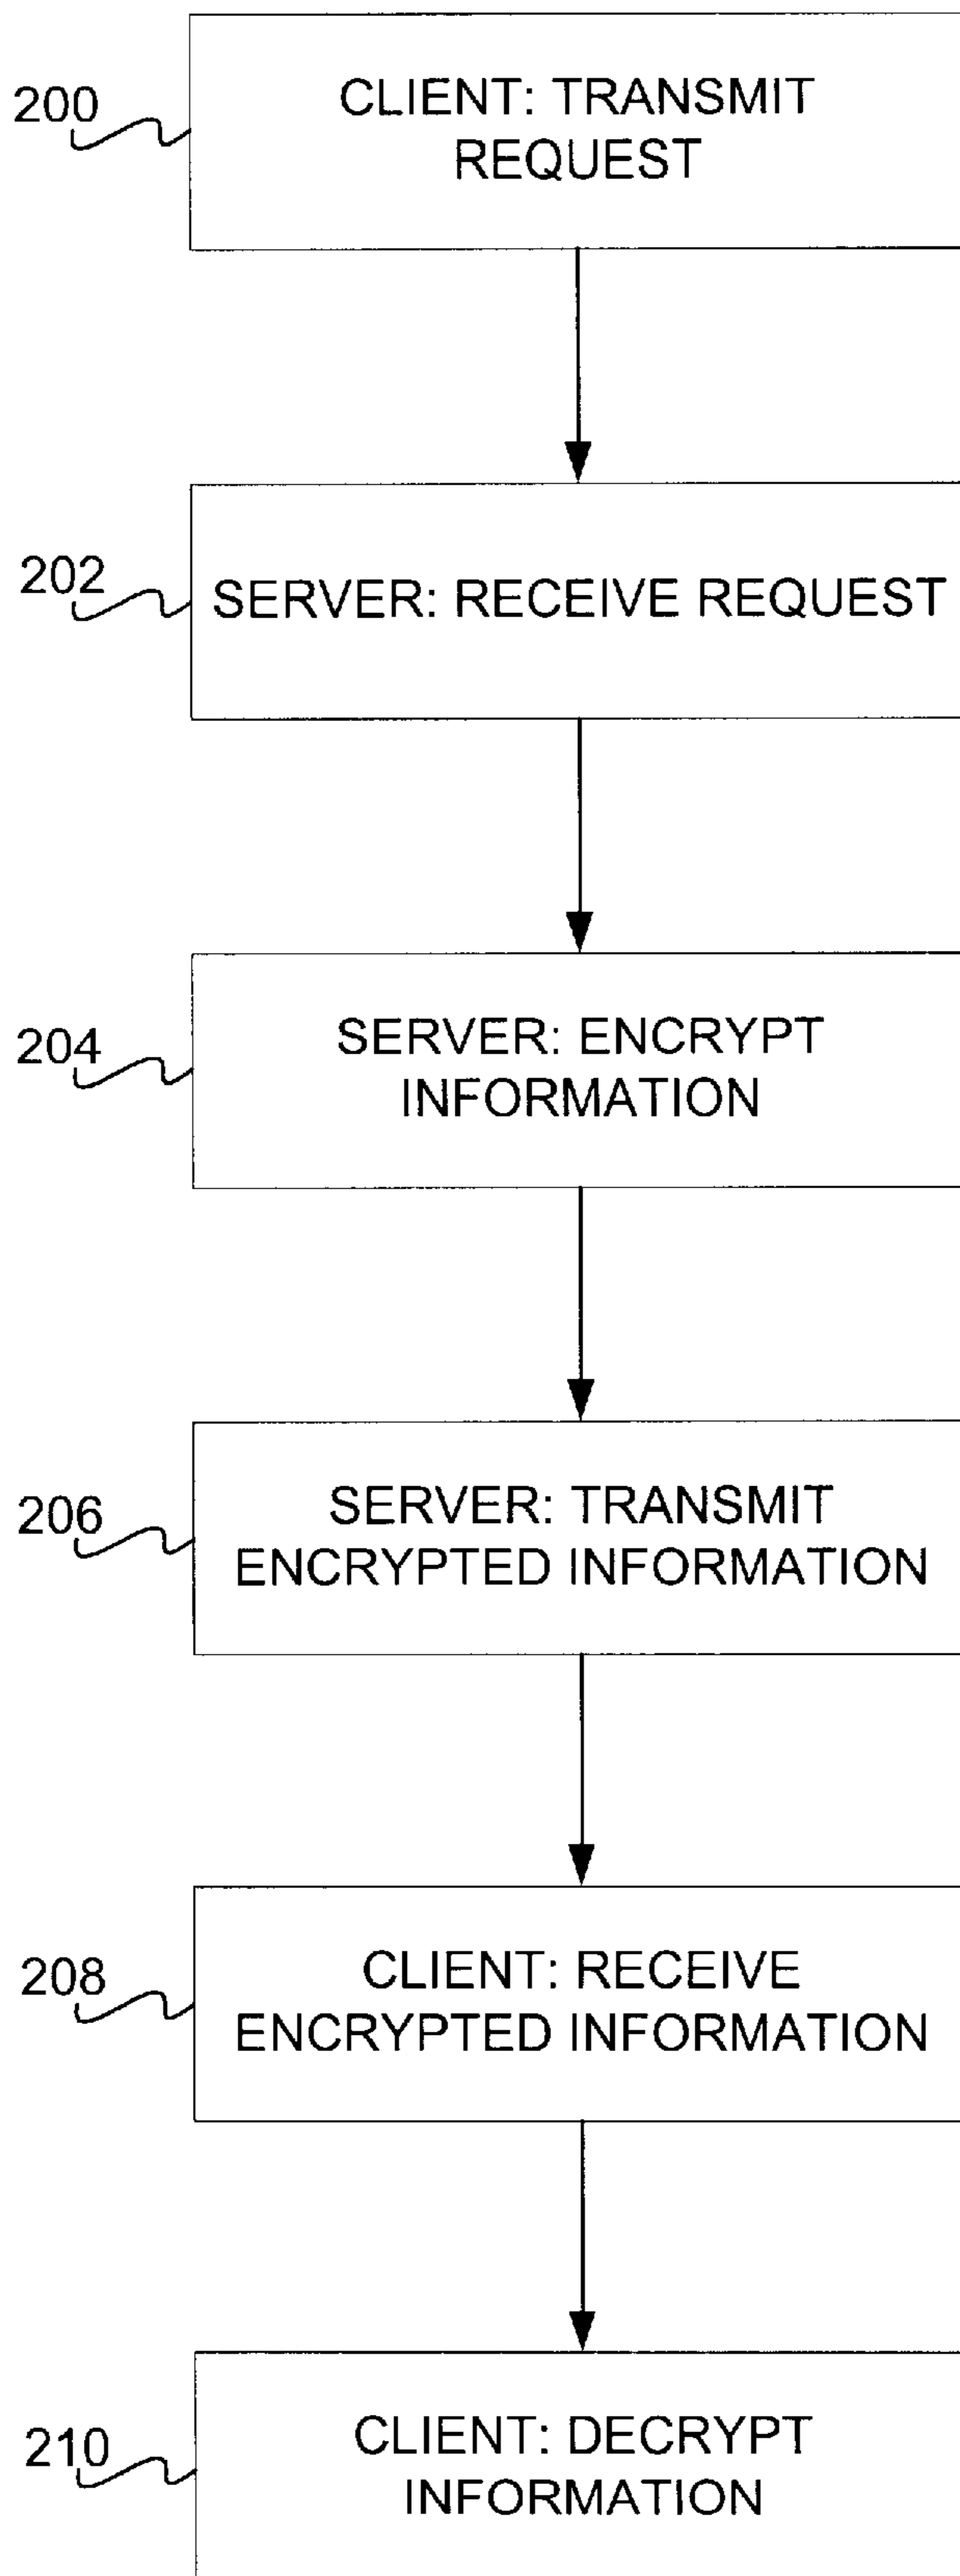 200
CLIENT: TRANSMIT
REQUEST
202
SERVER: RECEIVE REQUEST
204
SERVER: ENCRYPT
INFORMATION
206
SERVER: TRANSMIT
ENCRYPTED INFORMATION
208
CLIENT: RECEIVE
ENCRYPTED INFORMATION
210
CLIENT: DECRYPT
INFORMATION